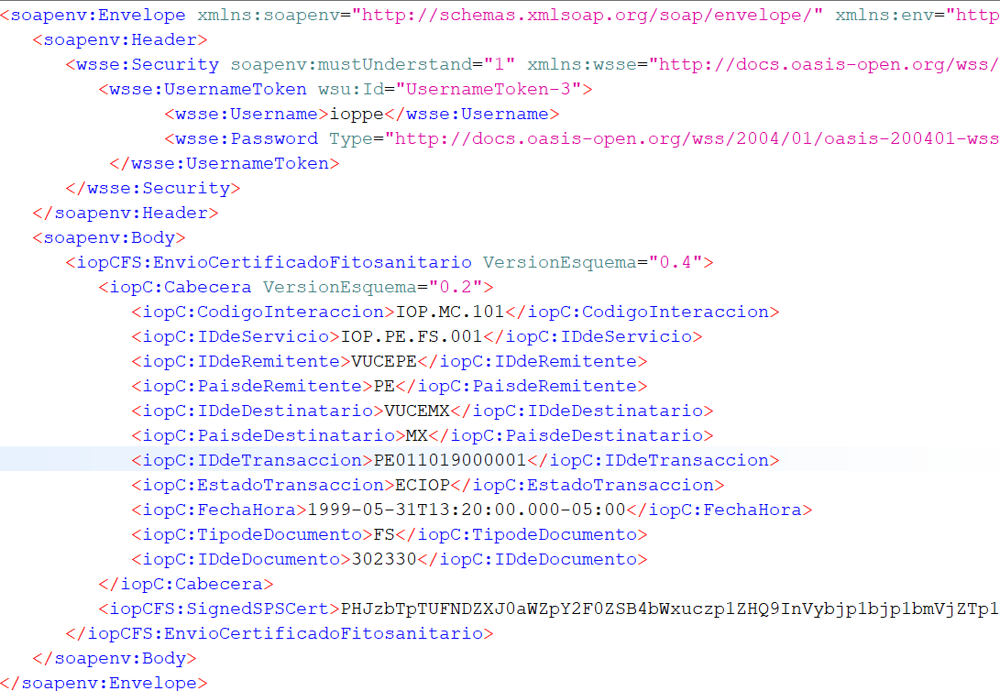 <soapenv:Envelope xmlns:soapenv="http://schemas.xmlsoap.org/soap/envelope/" xmlns:env="http
<soapenv:Header>
<wsse:Security soapenv:mustUnderstand="1" xmlns:wsse="http://docs.oasis-open.org/wss/
<wsse:UsernameToken wsu:Id="UsernameToken-3">
<wsse:Username>ioppe</wsse:Username>
<wsse:Password Type="http://docs.oasis-open.org/wss/2004/01/oasis-200401-wss
</wsse:UsernameToken>
</wsse:Security>
</soapenv:Header>
<soapenv:Body>
<iopCFS:EnvioCertificadoFitosanitario VersionEsquema="0.4">
<iopC:Cabecera VersionEsquema="0.2">
<iopC:CodigoInteraccion>IOP.MC.101</iopC:CodigoInteraccion>
<iopC:IDdeServicio>IOP.PE.FS.001</iopC:IDdeServicio>
<iopC:IDdeRemitente>VUCEPE</iopC:IDdeRemitente>
<iopC:PaisdeRemitente>PE</iopC:PaisdeRemitente>
<iopC:IDdeDestinatario>VUCEMX</iopC:IDdeDestinatario>
<iopC:PaisdeDestinatario>MX</iopC:PaisdeDestinatario>
<iopC:IDdeTransaccion>PE011019000001</iopC:IDdeTransaccion>
<iopC:EstadoTransaccion>ECIOP</iopC:EstadoTransaccion>
<iopC:FechaHora>1999-05-31T13:20:00.000-05:00</iopC:FechaHora>
<iopC:TipodeDocumento>FS</iopC:TipodeDocumento>
<iopC:IDdeDocumento>302330</iopC:IDdeDocumento>
</iopC:Cabecera>
<iopCFS:SignedSPSCert>PHJzbTpTUFNDZXJ0aWZpY2F0ZSB4bWxuczp1ZHQ9InVybjp1bjp1bmVjZTp1
</iopCFS:EnvioCertificadoFitosanitario>
</soapenv:Body>
</soapenv:Envelope>